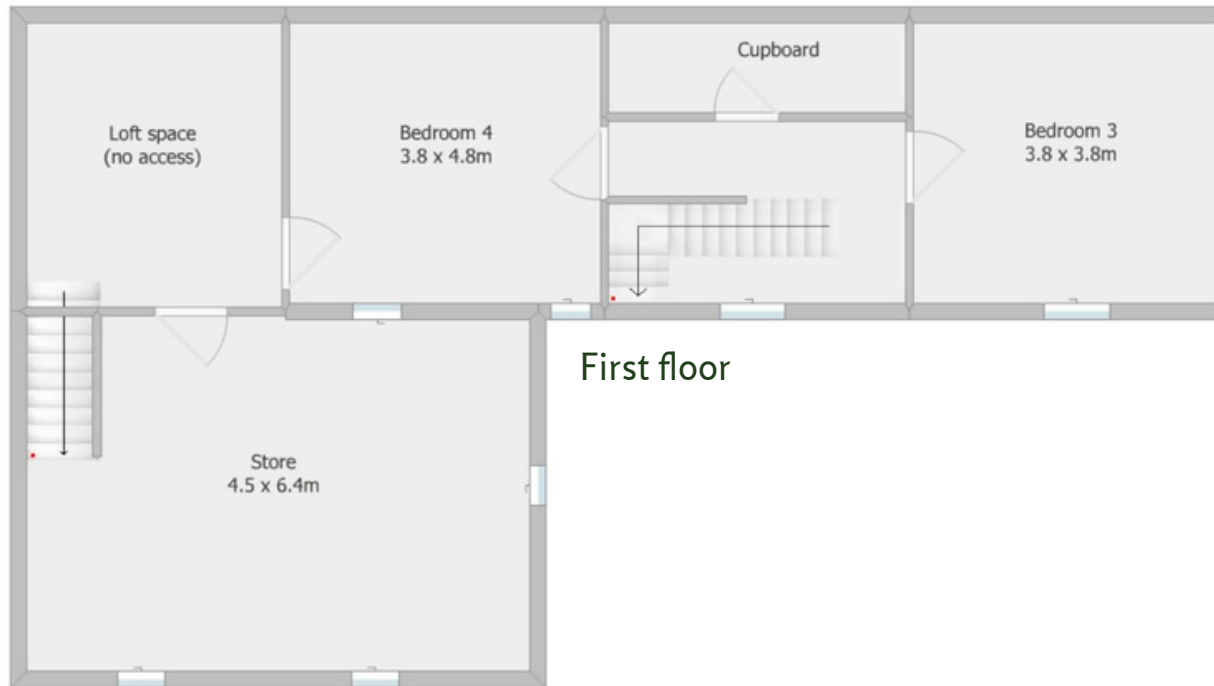 Cupboard
Loft space
(no access)
Bedroom 4
3.8 x 4.8m
Bedroom 3
3.8 x 3.8m
First floor
Store
4.5 x 6.4m